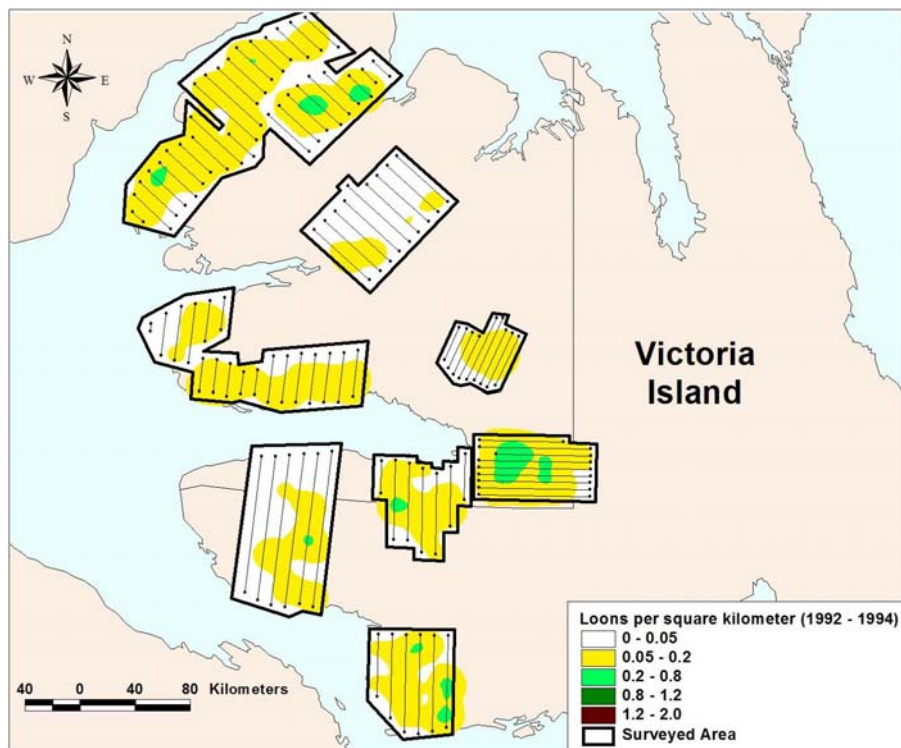 N
W E
S
Victoria
Island
Loons per square kilometer (1992 - 1994)
0 - 0.05
0.05 - 0.2
0.2 - 0.8
0.8 - 1.2
1.2 - 2.0
Surveyed Area
40 0 40 80 Kilometers